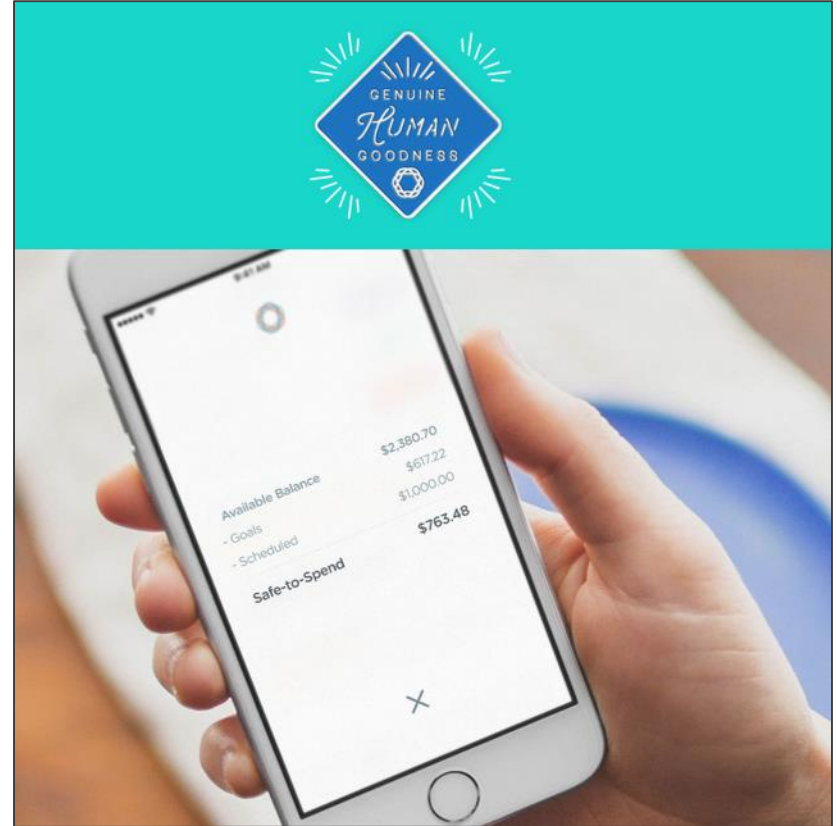 GENUINE
HUMAN
GOODNESS
9:41 AM
Available Balance $2,380.70
- Goals $617.22
- Scheduled $1,000.00
Safe-to-Spend $763.48